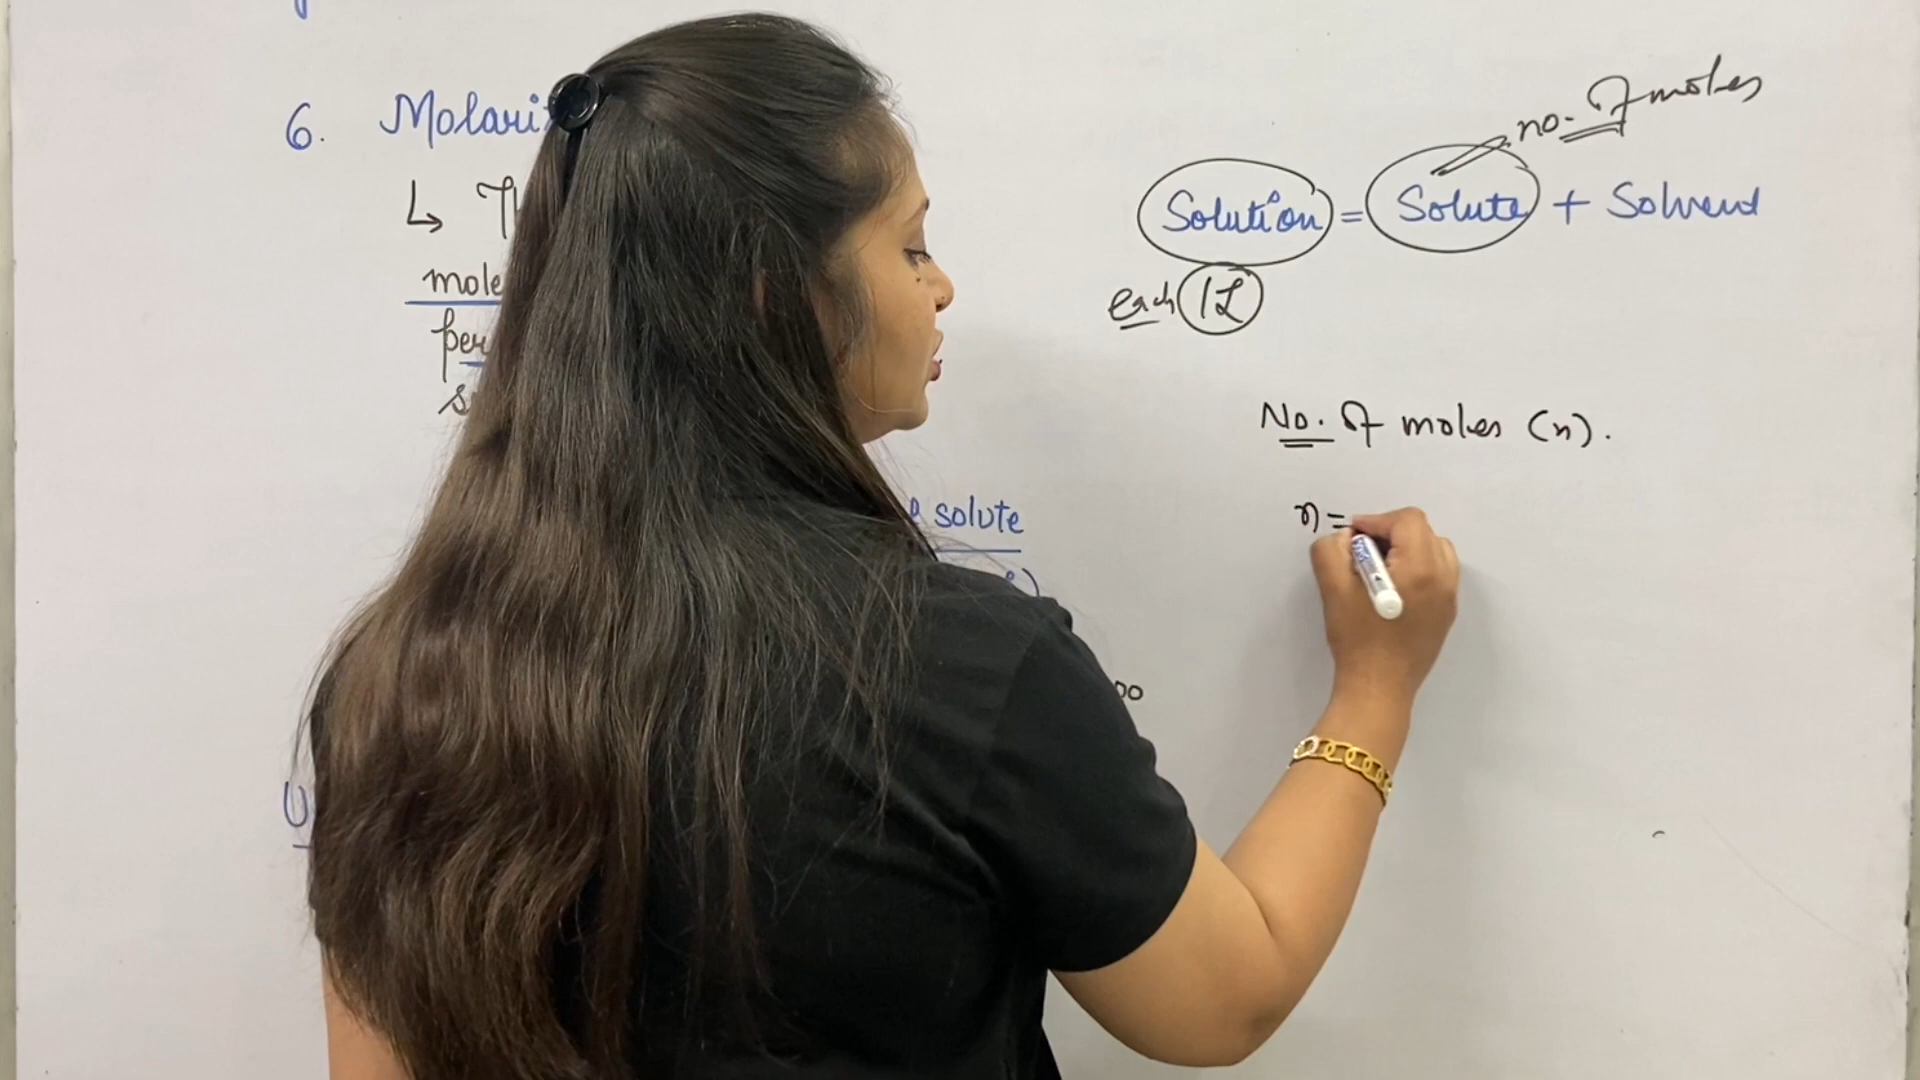 6. Molari
no. of moles
Solution = Solute + Solvent
↳
mole
per
each 1L
No. of moles (n).
solute
n =